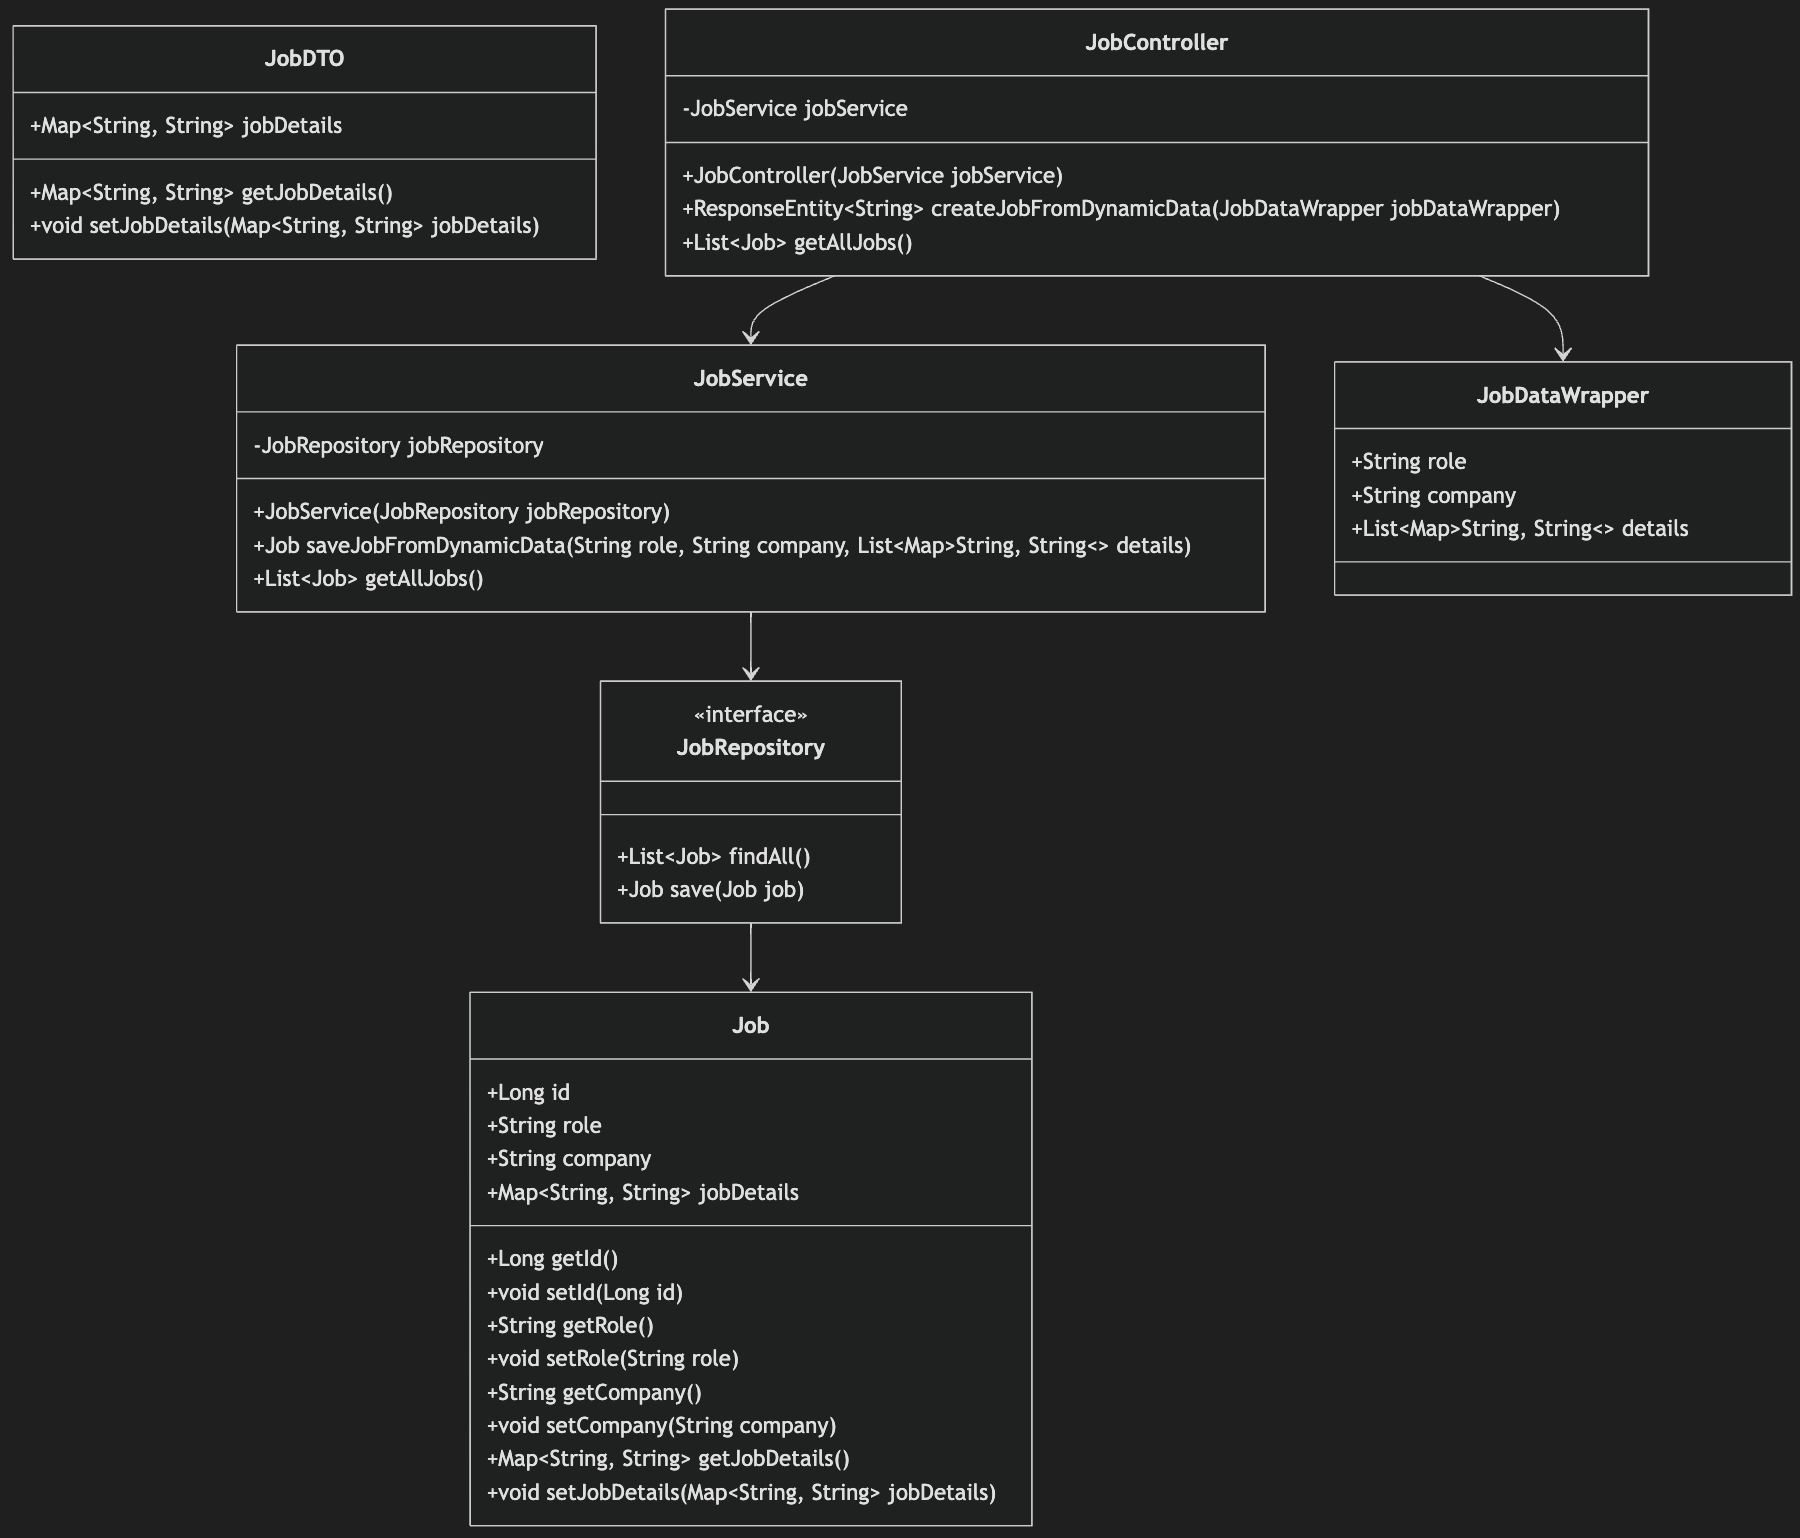 JobDTO
+Map<String, String> jobDetails
+Map<String, String> getJobDetails()
+void setJobDetails(Map<String, String> jobDetails)
JobController
-JobService jobService
+JobController(JobService jobService)
+ResponseEntity<String> createJobFromDynamicData(JobDataWrapper jobDataWrapper)
+List<Job> getAllJobs()
JobService
-JobRepository jobRepository
+JobService(JobRepository jobRepository)
+Job saveJobFromDynamicData(String role, String company, List<Map>String, String<> details)
+List<Job> getAllJobs()
JobDataWrapper
+String role
+String company
+List<Map>String, String<> details
«interface»
JobRepository
+List<Job> findAll()
+Job save(Job job)
Job
+Long id
+String role
+String company
+Map<String, String> jobDetails
+Long getId()
+void setId(Long id)
+String getRole()
+void setRole(String role)
+String getCompany()
+void setCompany(String company)
+Map<String, String> getJobDetails()
+void setJobDetails(Map<String, String> jobDetails)